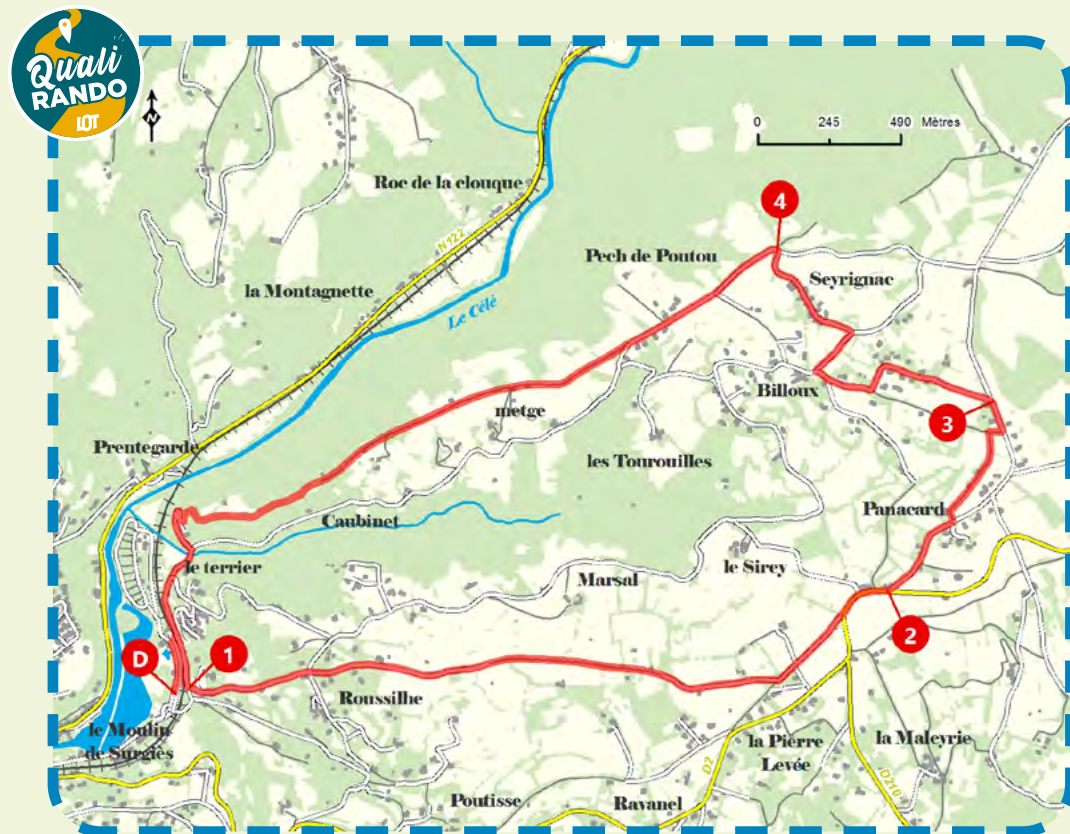 Quali
RANDO
LOT
N
0 245 490 Mètres
Roc de la clouque
4
N122
Pech de Poutou
Seyrignac
la Montagnette
Le Célé
Billoux
metge
3
Prentegarde
les Tourouilles
Caubinet
Panacard
le terrier
Marsal
le Sirey
2
D
1
Roussilhe
le Moulin
de Surgiès
la Pierre
Levée
la Maleyrie
D2
D210
Poutisse
Ravanel